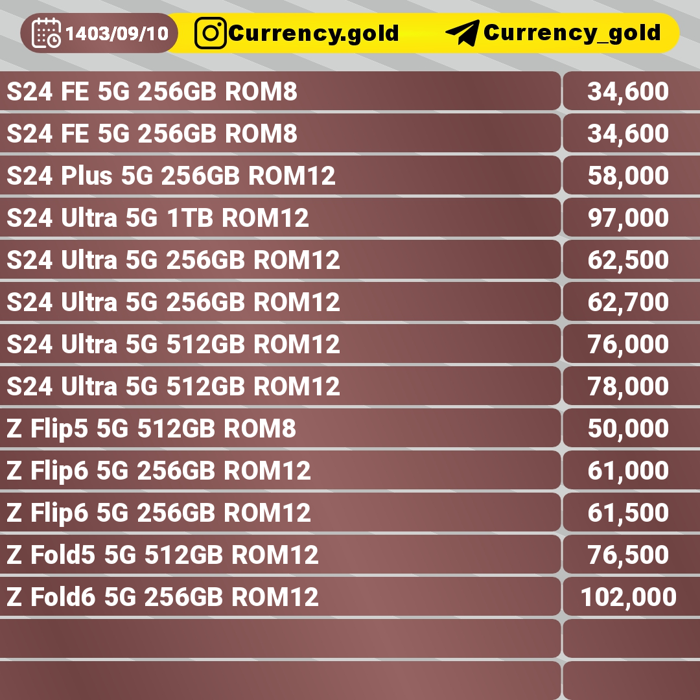 1403/09/10 Currency.gold Currency_gold
S24 FE 5G 256GB ROM8 34,600
S24 FE 5G 256GB ROM8 34,600
S24 Plus 5G 256GB ROM12 58,000
S24 Ultra 5G 1TB ROM12 97,000
S24 Ultra 5G 256GB ROM12 62,500
S24 Ultra 5G 256GB ROM12 62,700
S24 Ultra 5G 512GB ROM12 76,000
S24 Ultra 5G 512GB ROM12 78,000
Z Flip5 5G 512GB ROM8 50,000
Z Flip6 5G 256GB ROM12 61,000
Z Flip6 5G 256GB ROM12 61,500
Z Fold5 5G 512GB ROM12 76,500
Z Fold6 5G 256GB ROM12 102,000